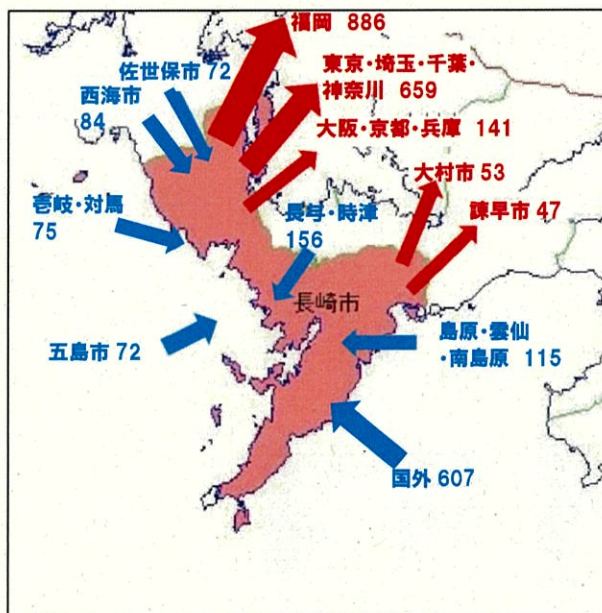 福岡 886
佐世保市 72
東京・埼玉・千葉・
神奈川 659
西海市
84
大阪・京都・兵庫 141
大村市 53
諫早市 47
壱岐・対馬
75
長与・時津
156
長崎市
五島市 72
島原・雲仙
・南島原 115
国外 607